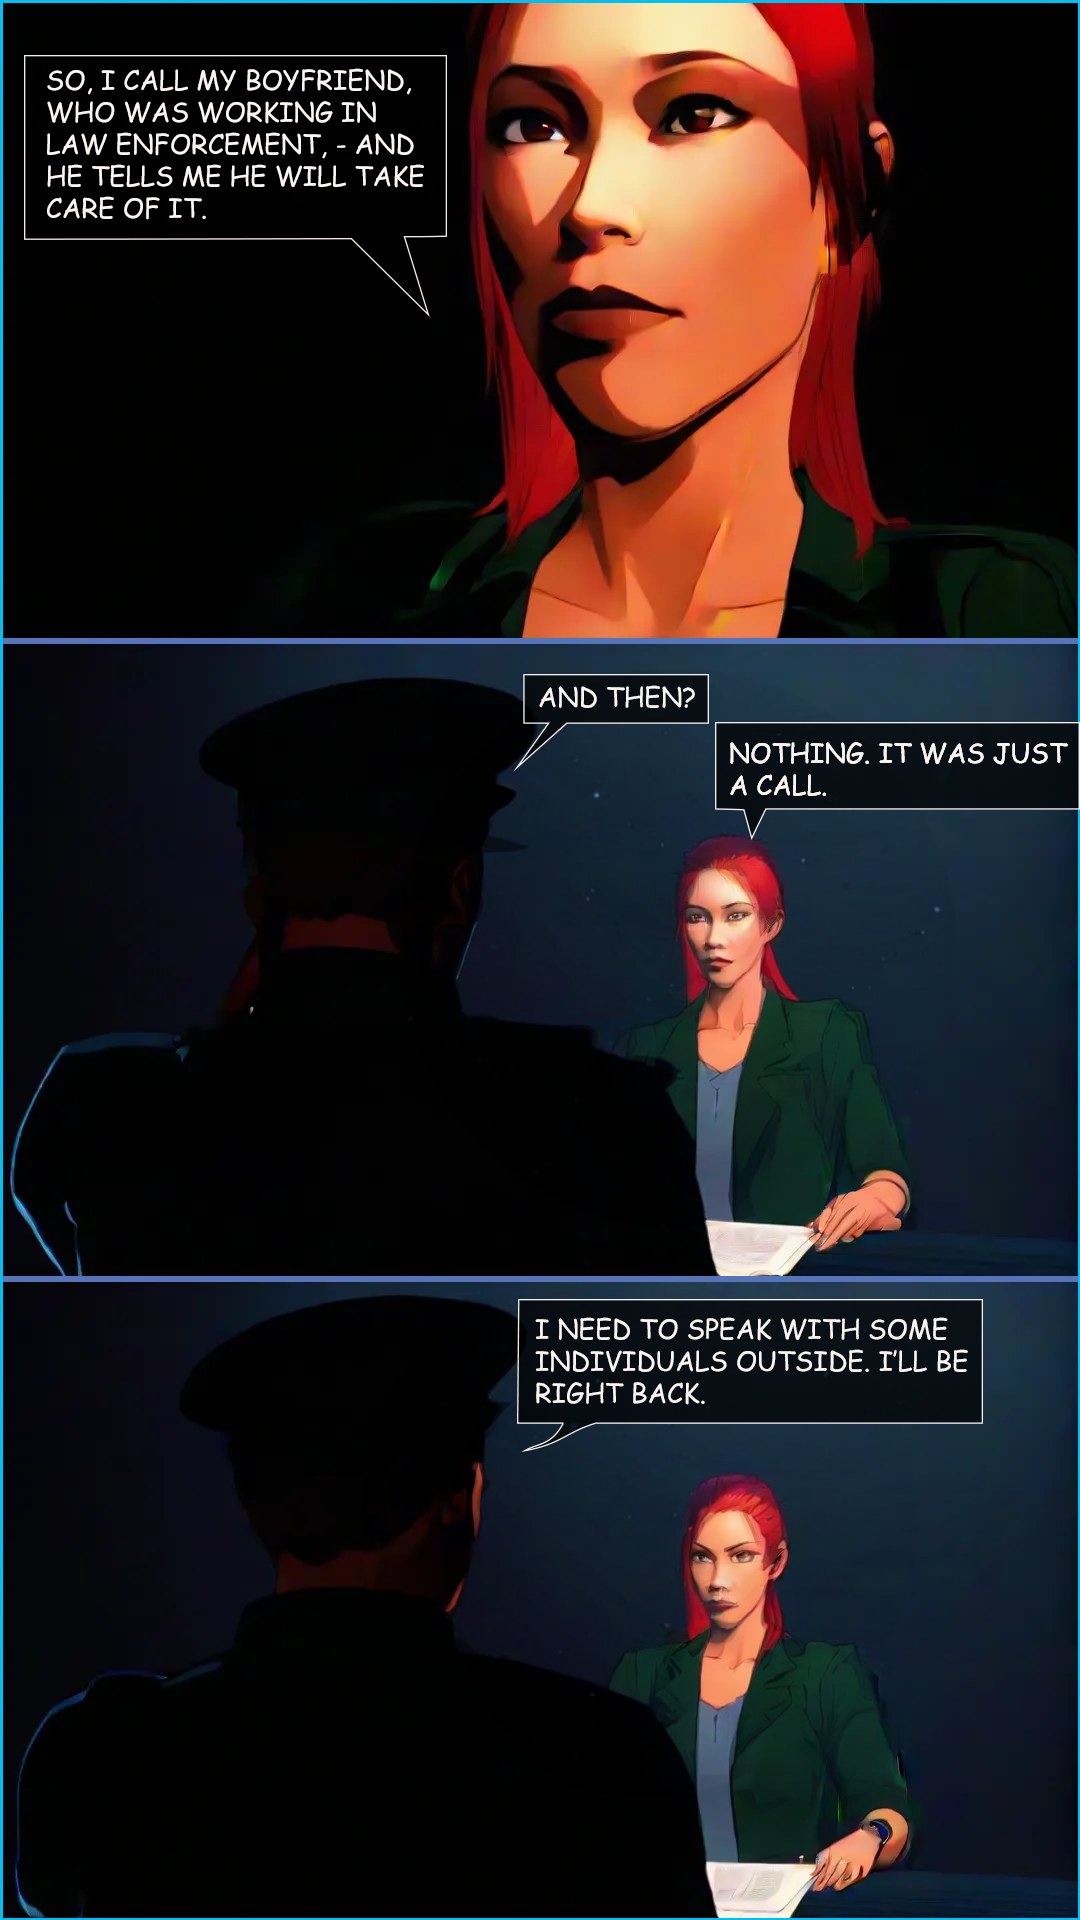 SO, I CALL MY BOYFRIEND,
WHO WAS WORKING IN
LAW ENFORCEMENT, - AND
HE TELLS ME HE WILL TAKE
CARE OF IT.
AND THEN?
NOTHING. IT WAS JUST
A CALL.
I NEED TO SPEAK WITH SOME
INDIVIDUALS OUTSIDE. I'LL BE
RIGHT BACK.